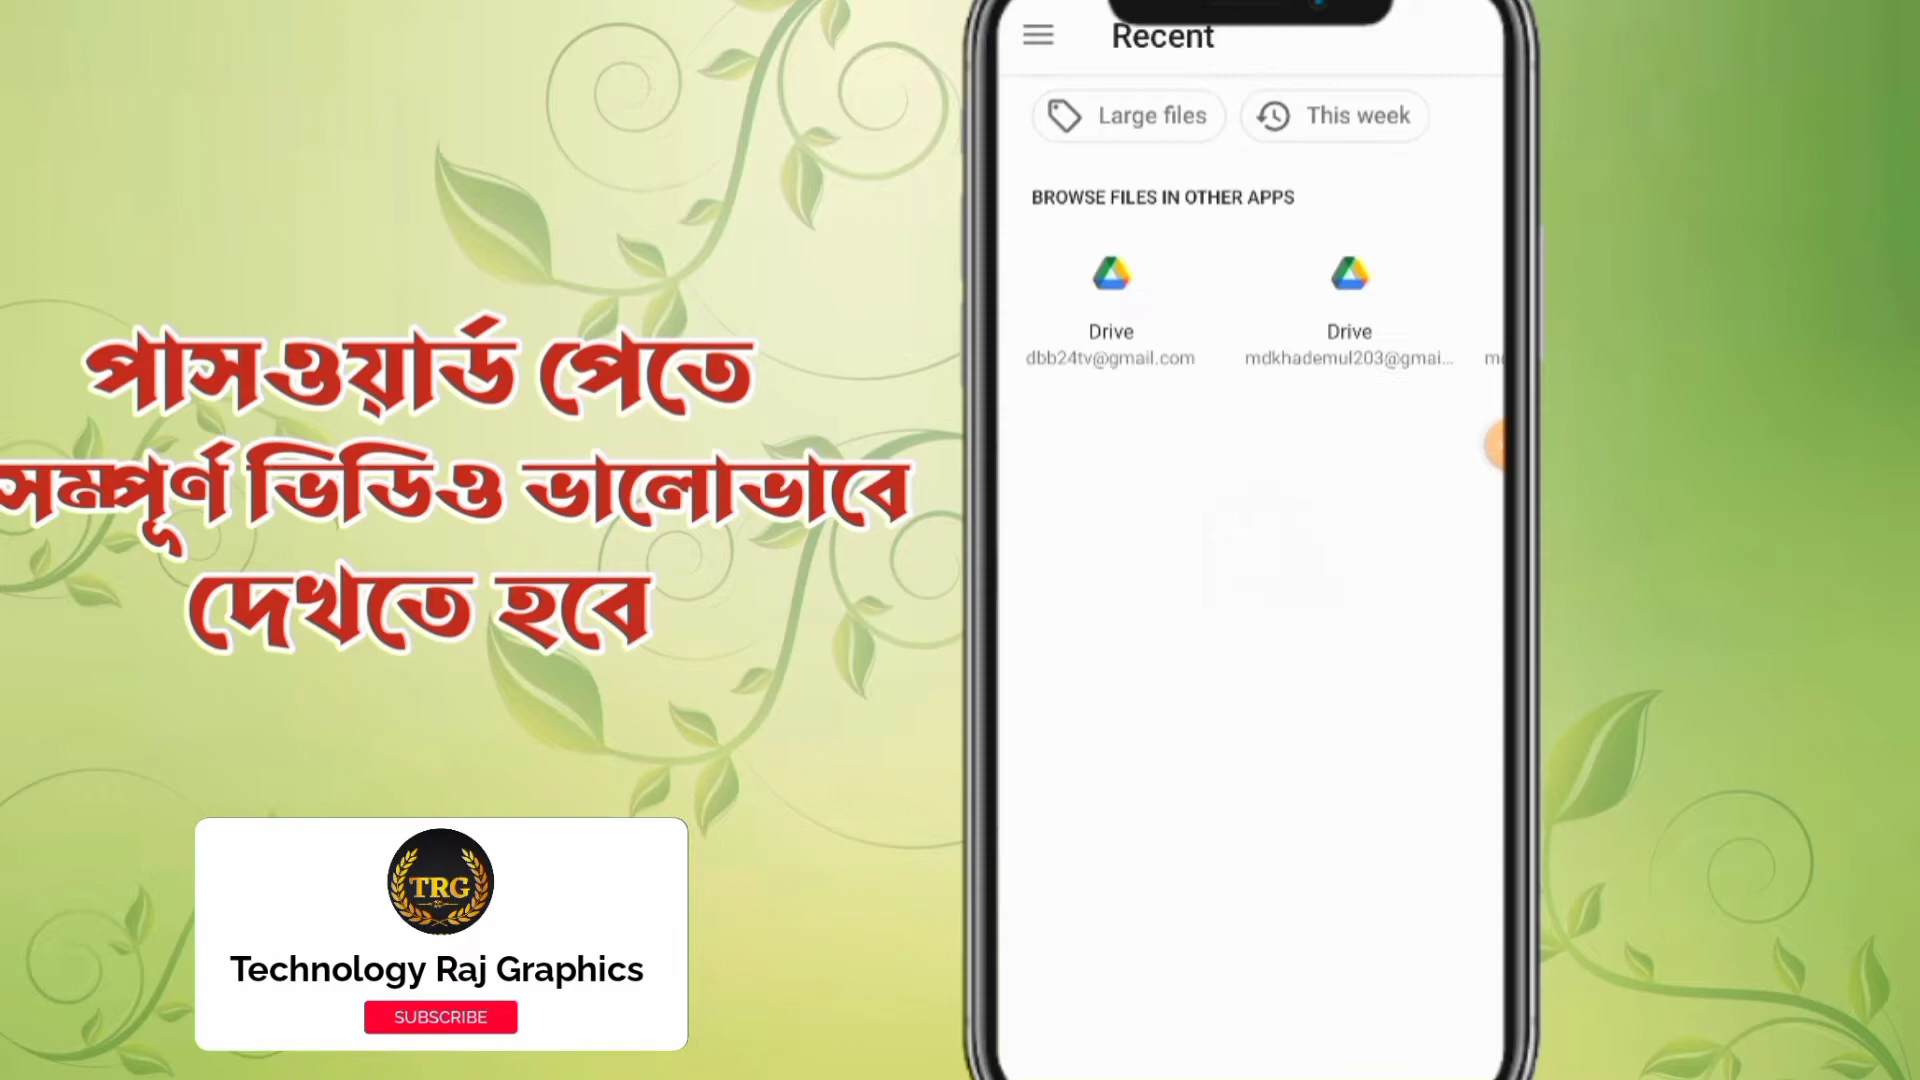 পাসওয়ার্ড পেতে
সম্পূর্ণ ভিডিও ভালোভাবে
দেখতে হবে
TRG
Technology Raj Graphics
SUBSCRIBE
Recent
Large files
This week
BROWSE FILES IN OTHER APPS
Drive
dbb24tv@gmail.com
Drive
mdkhademul203@gmai...